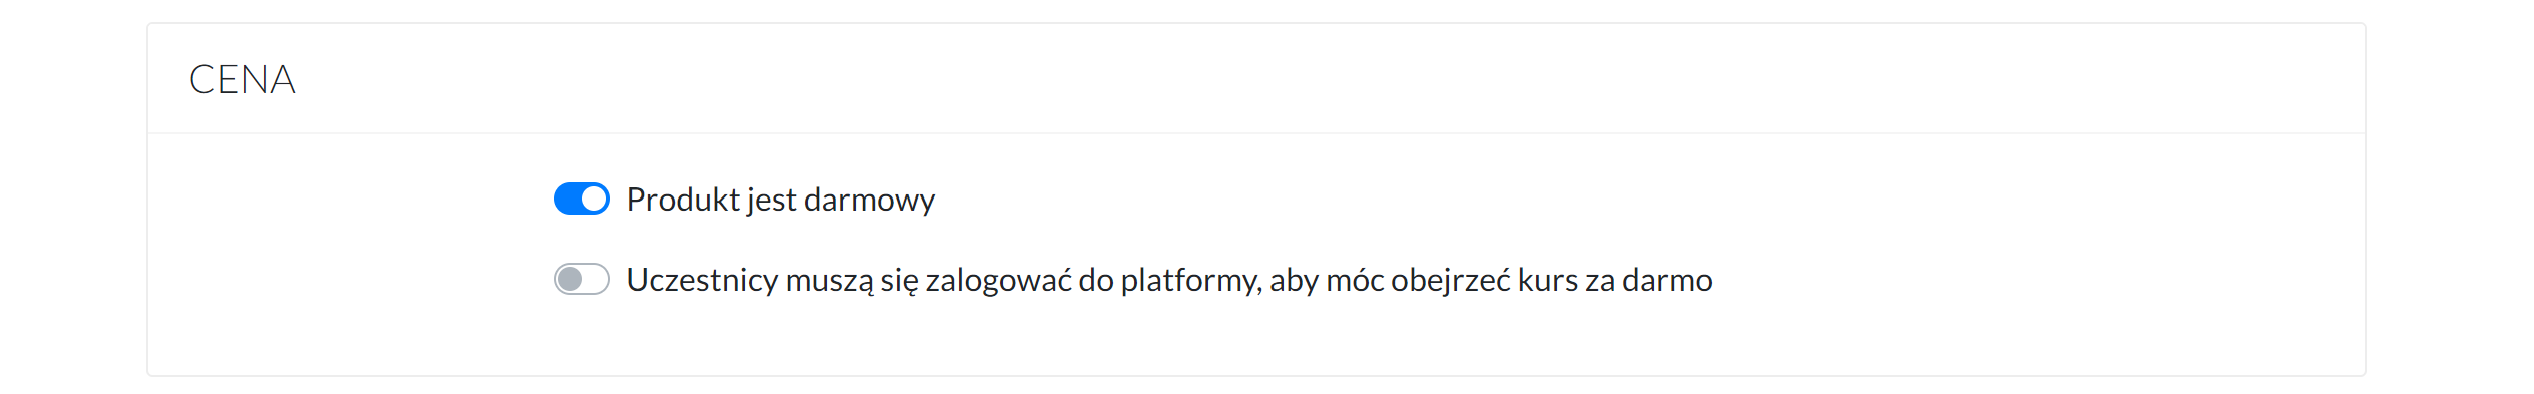 CENA
Produkt jest darmowy
Uczestnicy muszą się zalogować do platformy, aby móc obejrzeć kurs za darmo